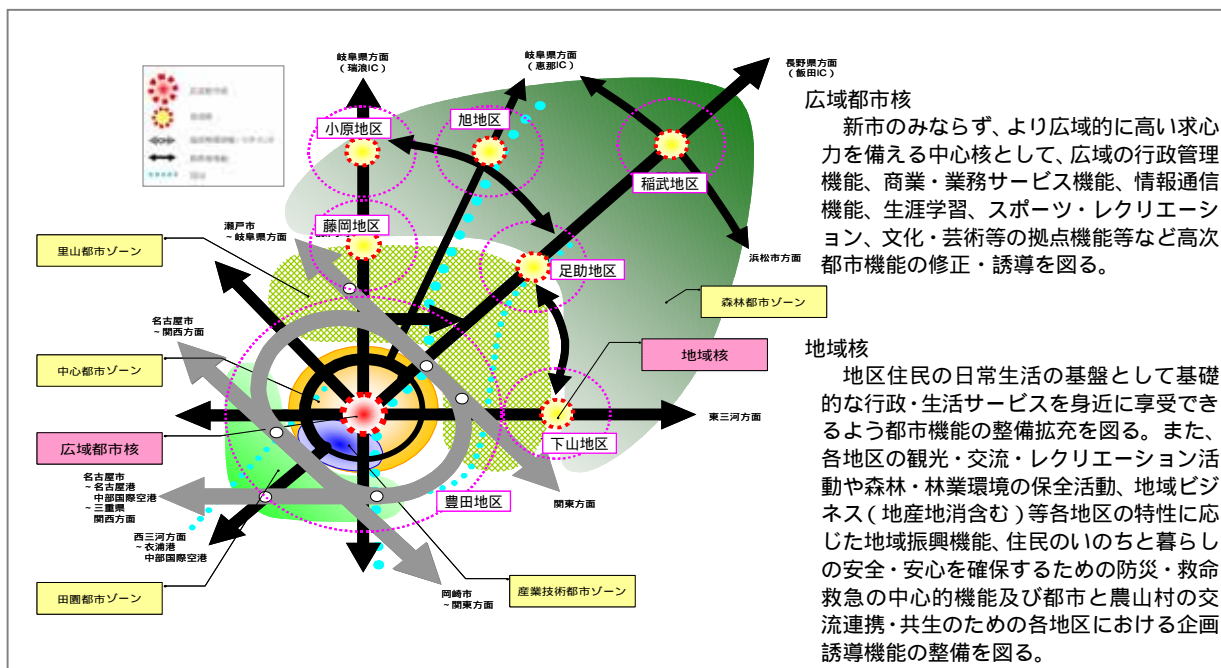 岐阜県方面
(瑞浪IC)
岐阜県方面
(恵那IC)
長野県方面
(飯田IC)
小原地区
旭地区
稲武地区
藤岡地区
足助地区
瀬戸市
~岐阜県方面
浜松市方面
里山都市ゾーン
森林都市ゾーン
名古屋市
~関西方面
中心都市ゾーン
地域核
東三河方面
下山地区
広域都市核
名古屋市
~名古屋港
中部国際空港
~三重県
関西方面
豊田地区
関東方面
西三河方面
~衣浦港
中部国際空港
田園都市ゾーン
岡崎市
~関東方面
産業技術都市ゾーン
広域都市核
新市のみならず、より広域的に高い求心
力を備える中心核として、広域の行政管理
機能、商業・業務サービス機能、情報通信
機能、生涯学習、スポーツ・レクリエーシ
ョン、文化・芸術等の拠点機能等など高次
都市機能の修正・誘導を図る。
地域核
地区住民の日常生活の基盤として基礎
的な行政・生活サービスを身近に享受でき
るよう都市機能の整備拡充を図る。また、
各地区の観光・交流・レクリエーション活
動や森林・林業環境の保全活動、地域ビジ
ネス(地産地消含む)等各地区の特性に応
じた地域振興機能、住民のいのちと暮らし
の安全・安心を確保するための防災・救命
救急の中心的機能及び都市と農山村の交
流連携・共生のための各地区における企画
誘導機能の整備を図る。